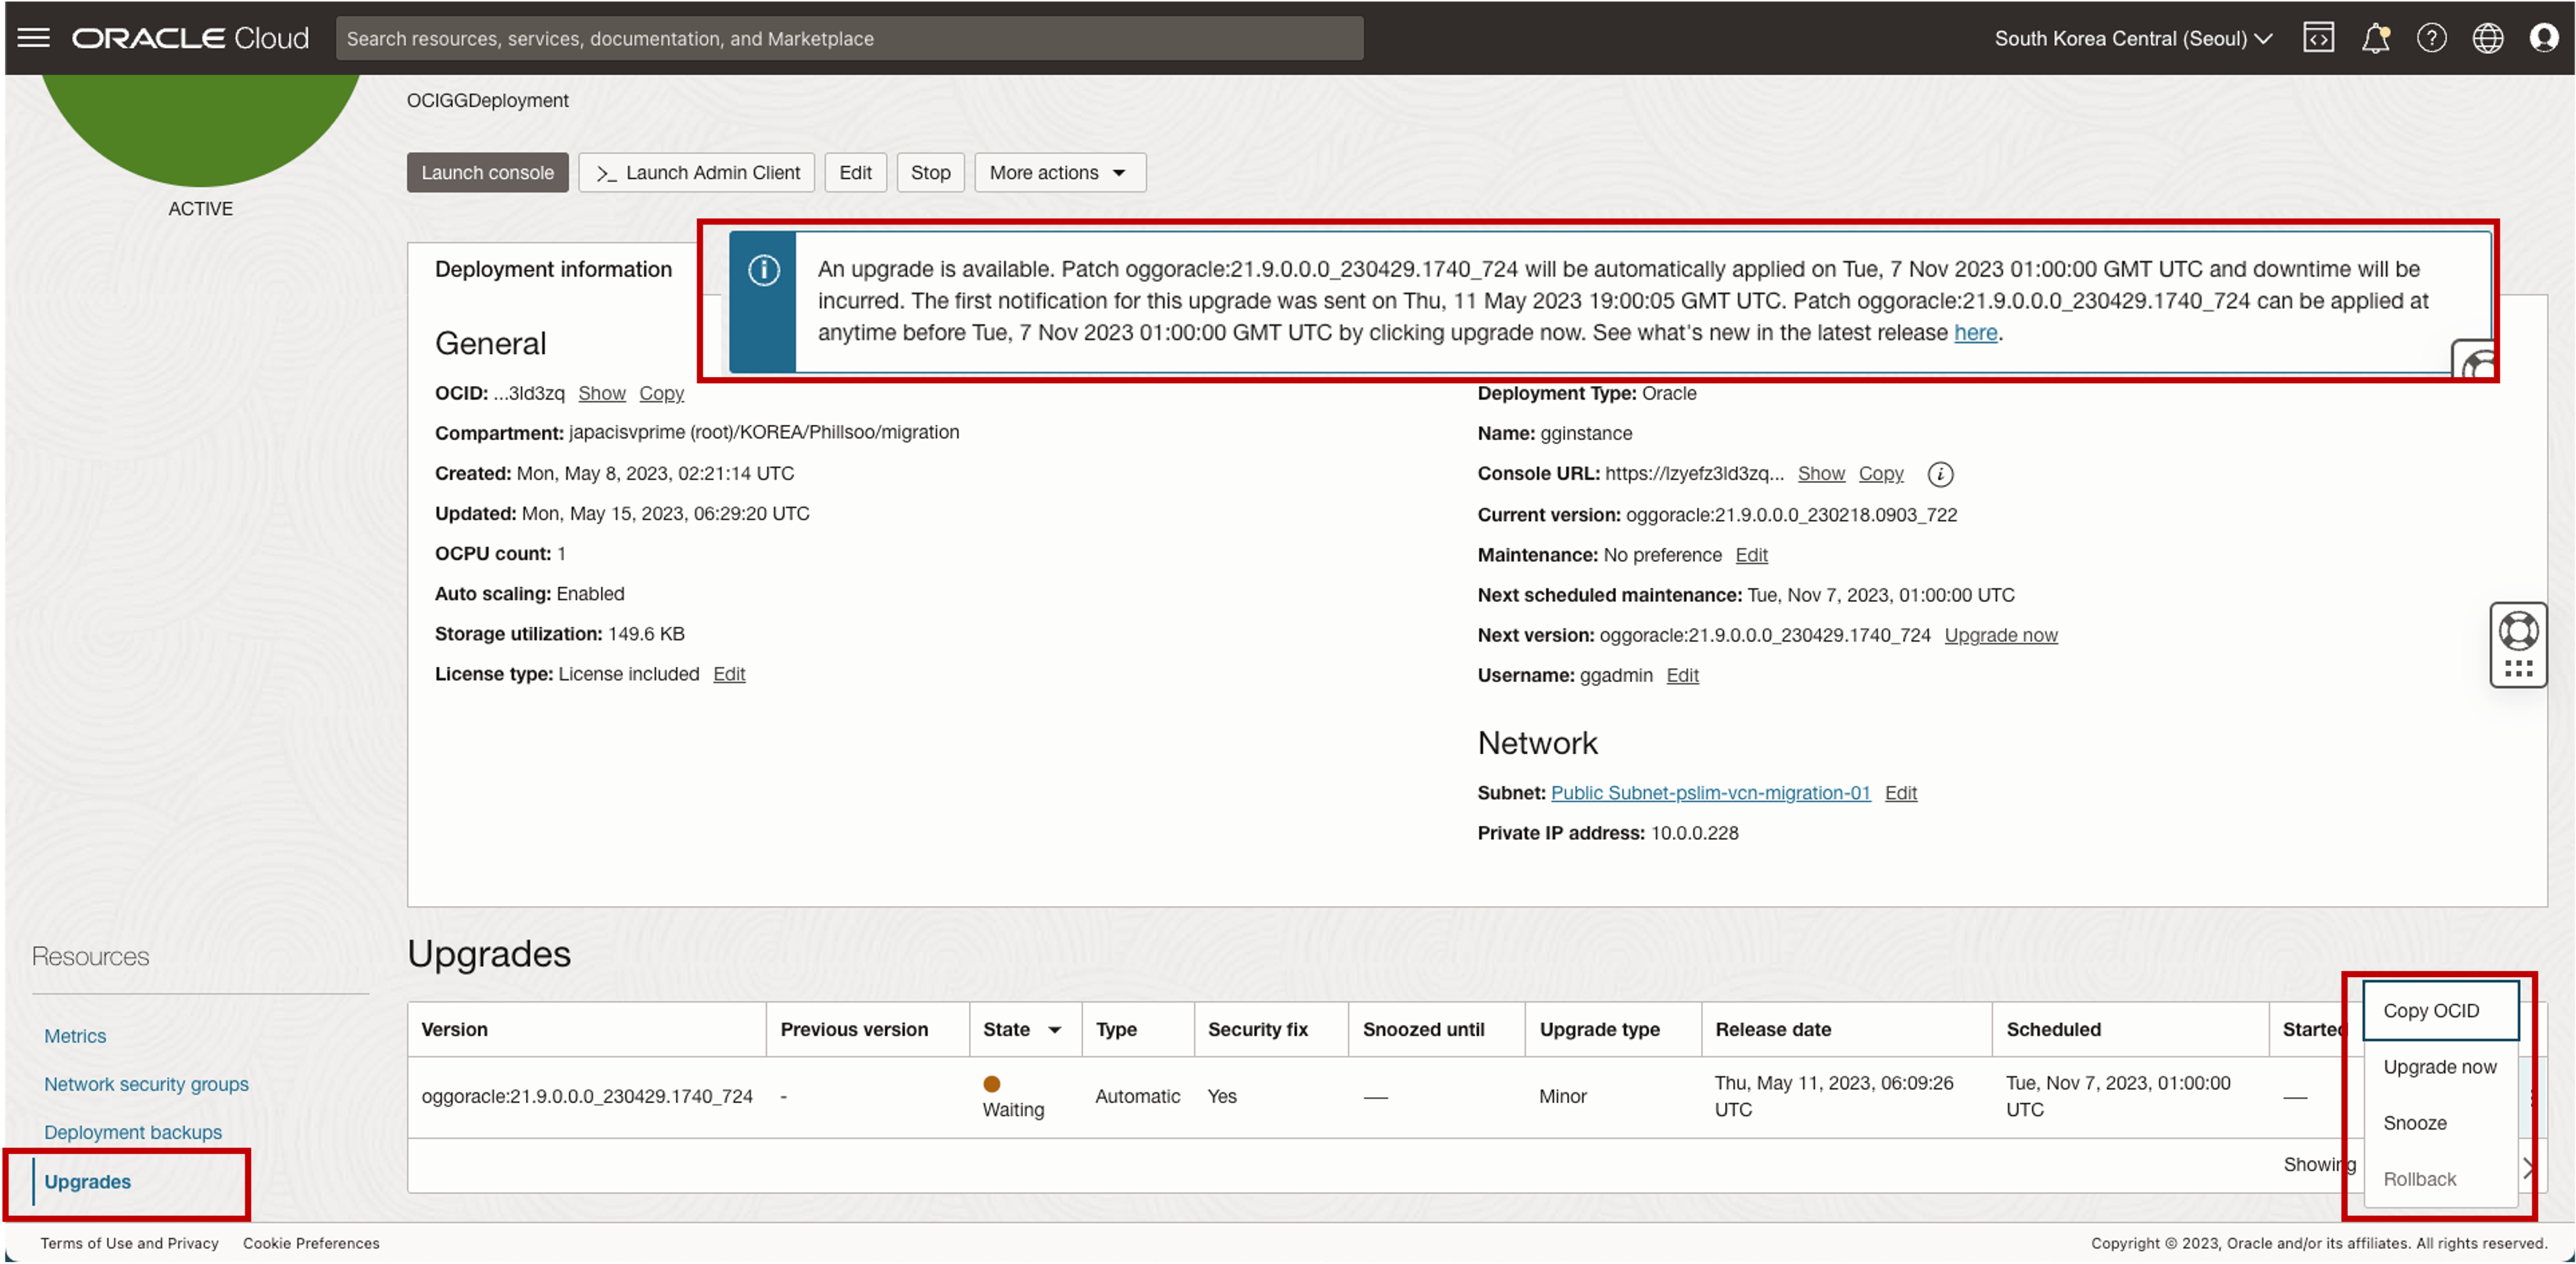 ORACLE Cloud
Search resources, services, documentation, and Marketplace
South Korea Central (Seoul)
OCIGGDeployment
Launch console
>_ Launch Admin Client
Edit
Stop
More actions
ACTIVE
Deployment information
An upgrade is available. Patch oggoracle:21.9.0.0.0_230429.1740_724 will be automatically applied on Tue, 7 Nov 2023 01:00:00 GMT UTC and downtime will be
incurred. The first notification for this upgrade was sent on Thu, 11 May 2023 19:00:05 GMT UTC. Patch oggoracle:21.9.0.0.0_230429.1740_724 can be applied at
anytime before Tue, 7 Nov 2023 01:00:00 GMT UTC by clicking upgrade now. See what's new in the latest release here.
General
OCID: ...3ld3zq Show Copy
Compartment: japacisvprime (root)/KOREA/Phillsoo/migration
Created: Mon, May 8, 2023, 02:21:14 UTC
Updated: Mon, May 15, 2023, 06:29:20 UTC
OCPU count: 1
Auto scaling: Enabled
Storage utilization: 149.6 KB
License type: License included Edit
Deployment Type: Oracle
Name: gginstance
Console URL: https://lzyefz3ld3zq... Show Copy
Current version: oggoracle:21.9.0.0.0_230218.0903_722
Maintenance: No preference Edit
Next scheduled maintenance: Tue, Nov 7, 2023, 01:00:00 UTC
Next version: oggoracle:21.9.0.0.0_230429.1740_724 Upgrade now
Username: ggadmin Edit
Network
Subnet: Public Subnet-pslim-vcn-migration-01 Edit
Private IP address: 10.0.0.228
Resources
Metrics
Network security groups
Deployment backups
Upgrades
Upgrades
Version Previous version State Type Security fix Snoozed until Upgrade type Release date Scheduled Started
oggoracle:21.9.0.0.0_230429.1740_724 - Waiting Automatic Yes — Minor Thu, May 11, 2023, 06:09:26 UTC Tue, Nov 7, 2023, 01:00:00 UTC —
Showing
Copy OCID
Upgrade now
Snooze
Rollback
Terms of Use and Privacy Cookie Preferences
Copyright © 2023, Oracle and/or its affiliates. All rights reserved.